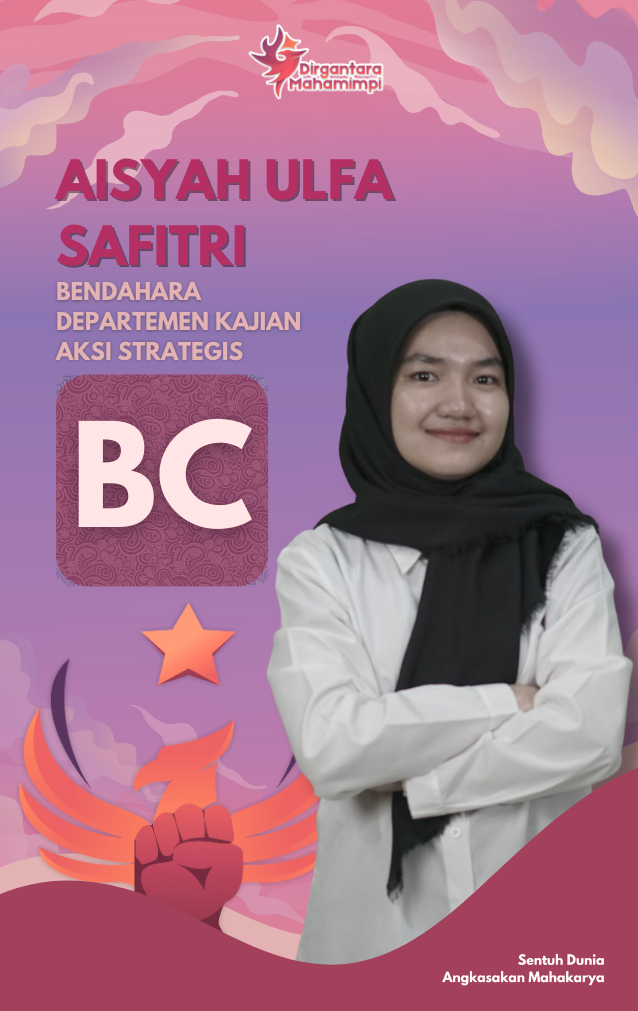 Dirgantara
Mahamimpi
AISYAH ULFA
SAFITRI
BENDAHARA
DEPARTEMEN KAJIAN
AKSI STRATEGIS
BC
Sentuh Dunia
Angkasakan Mahakarya